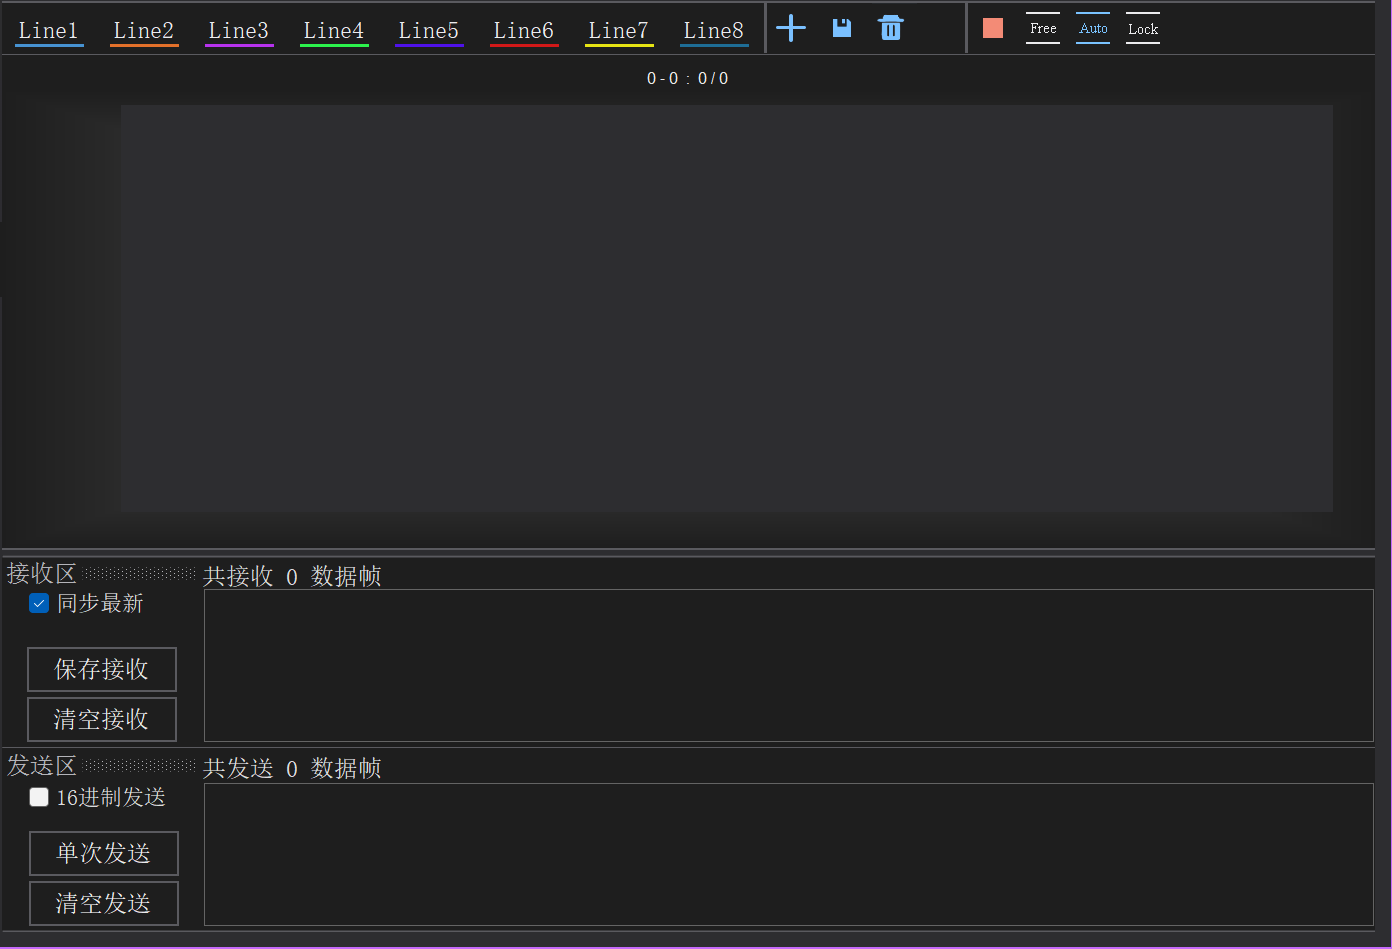 Line1 Line2 Line3 Line4 Line5 Line6 Line7 Line8 Free Auto Lock
0-0 : 0/0
接收区 共接收 0 数据帧
同步最新
保存接收
清空接收
发送区 共发送 0 数据帧
16进制发送
单次发送
清空发送